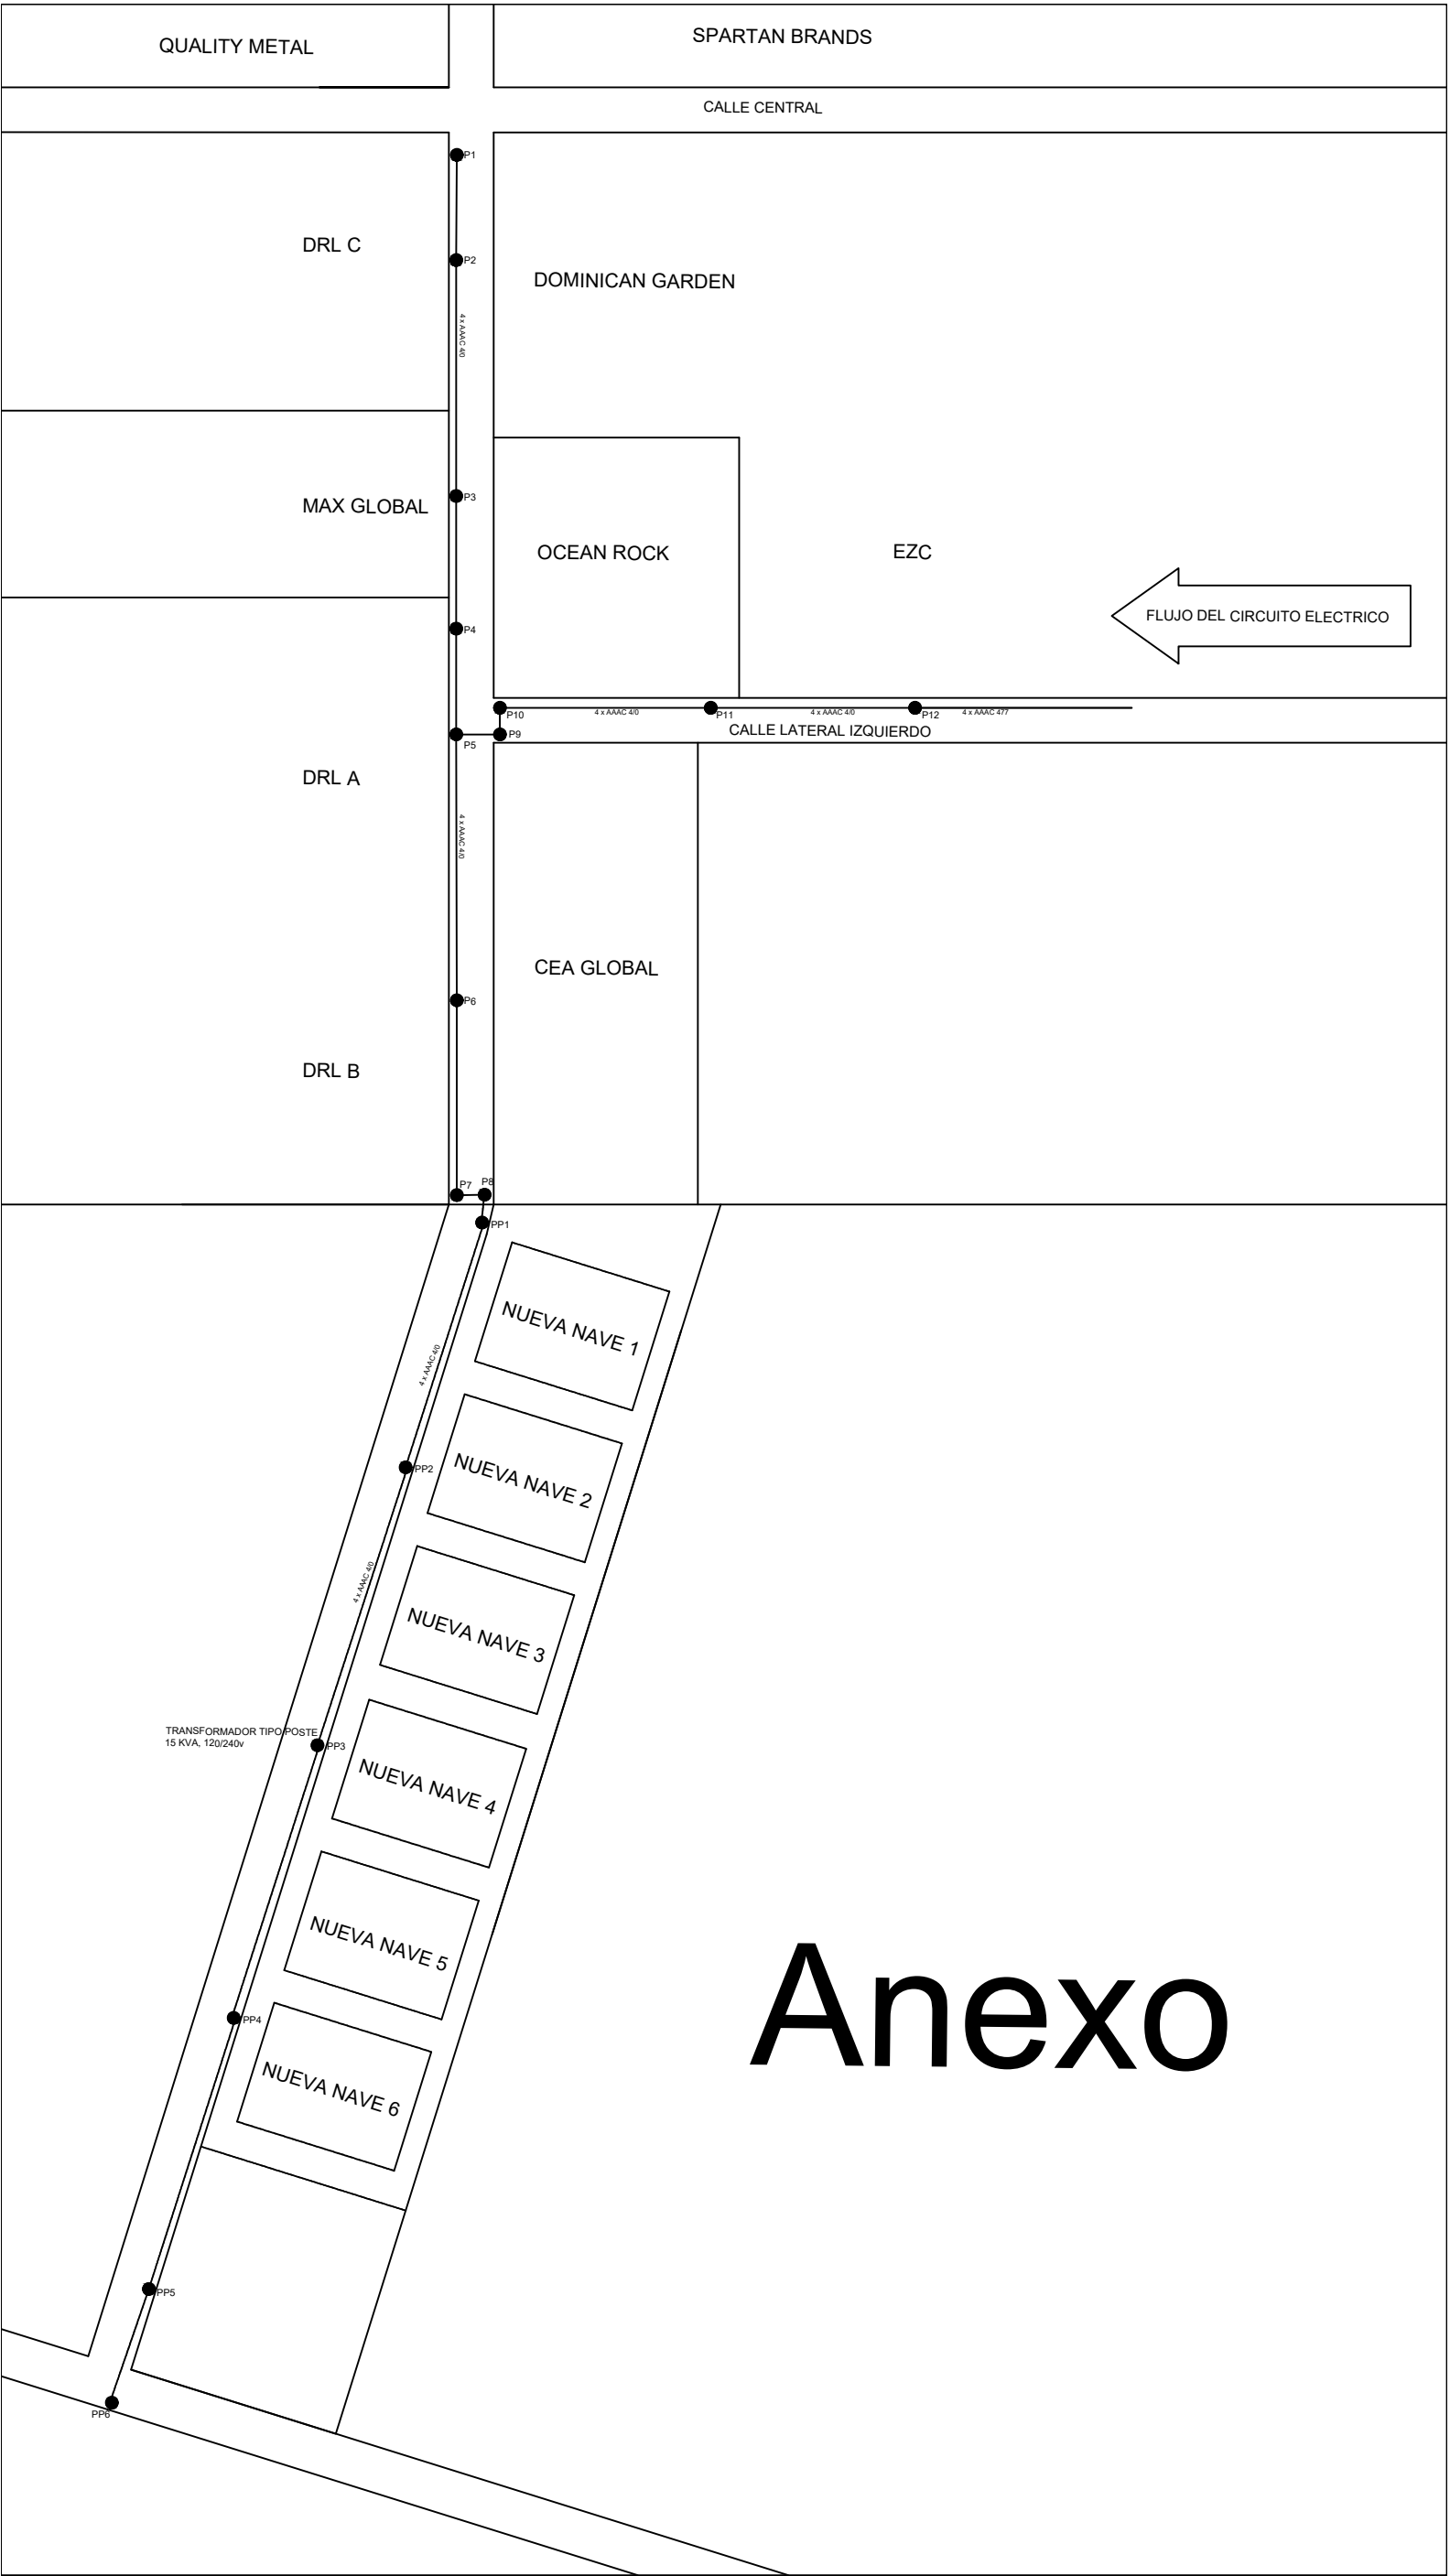 QUALITY METAL
SPARTAN BRANDS
CALLE CENTRAL
P1
DRL C
P2
DOMINICAN GARDEN
4 x AAAC 4/0
MAX GLOBAL
P3
OCEAN ROCK
EZC
FLUJO DEL CIRCUITO ELECTRICO
P4
P10
4 x AAAC 4/0
P11
4 x AAAC 4/0
P12
4 x AAAC 477
P5
P9
CALLE LATERAL IZQUIERDO
DRL A
4 x AAAC 4/0
CEA GLOBAL
P6
DRL B
P7
P8
PP1
NUEVA NAVE 1
4 x AAAC 4/0
PP2
NUEVA NAVE 2
4 x AAAC 4/0
NUEVA NAVE 3
TRANSFORMADOR TIPO POSTE
15 KVA, 120/240v
PP3
NUEVA NAVE 4
NUEVA NAVE 5
PP4
NUEVA NAVE 6
Anexo
PP5
PP6